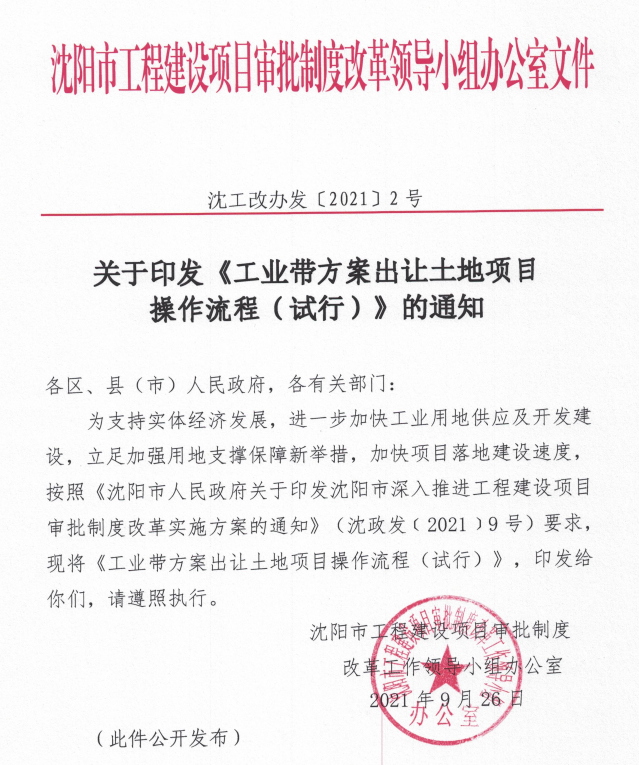 沈阳市工程建设项目审批制度改革领导小组办公室文件
沈工改办发〔2021〕2号
关于印发《工业带方案出让土地项目
操作流程（试行）》的通知
各区、县（市）人民政府，各有关部门：
为支持实体经济发展，进一步加快工业用地供应及开发建
设，立足加强用地支撑保障新举措，加快项目落地建设速度，
按照《沈阳市人民政府关于印发沈阳市深入推进工程建设项目
审批制度改革实施方案的通知》（沈政发〔2021〕9号）要求，
现将《工业带方案出让土地项目操作流程（试行）》，印发给
你们，请遵照执行。
沈阳市工程建设项目审批制度
改革工作领导小组办公室
2021年9月26日
办公室
（此件公开发布）